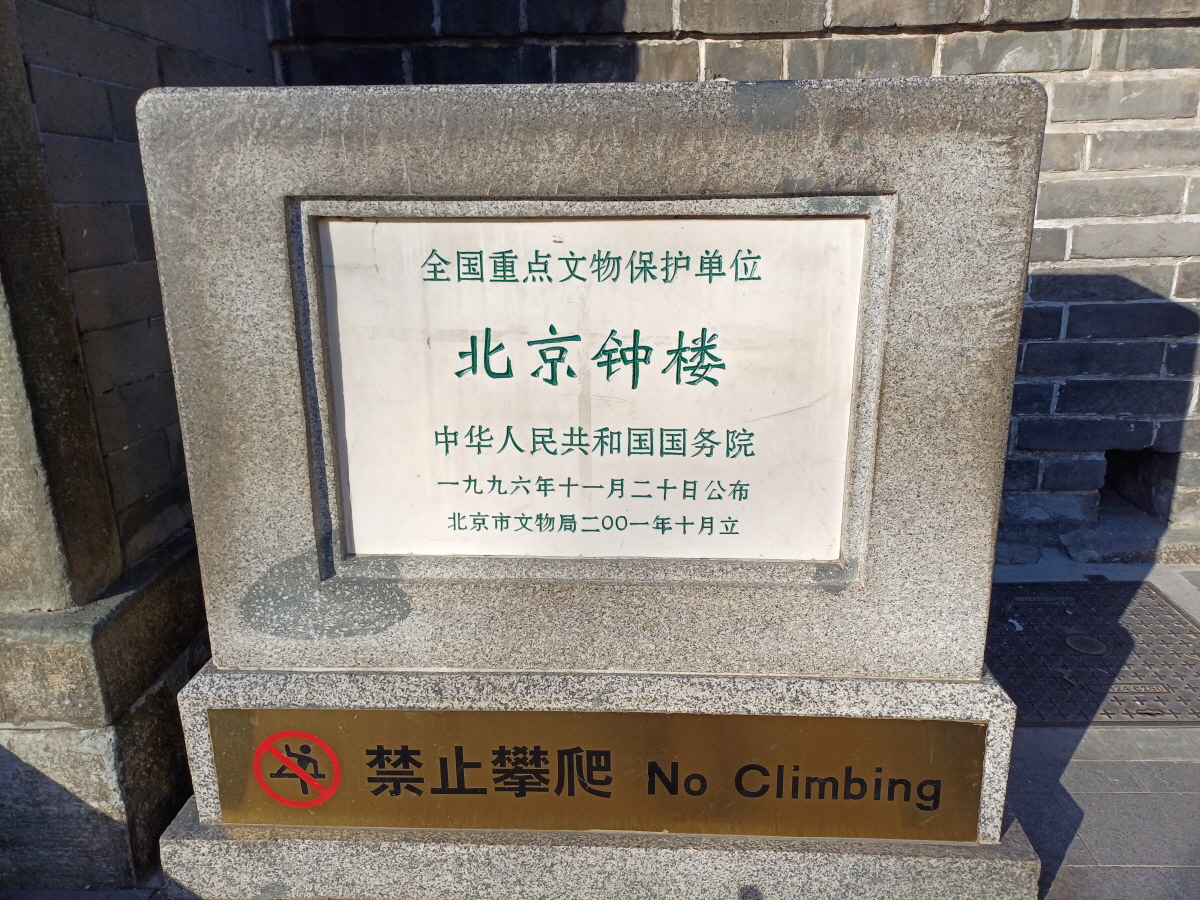 全国重点文物保护单位
北京钟楼
中华人民共和国国务院
一九九六年十一月二十日公布
北京市文物局二〇〇一年十月立
禁止攀爬 No Climbing